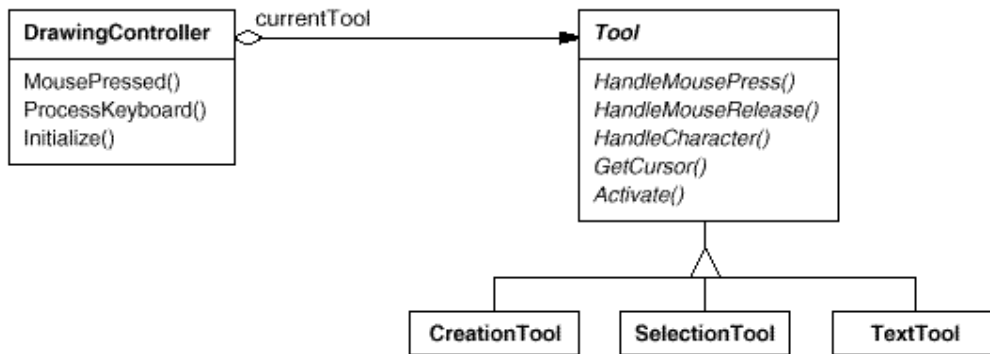 DrawingController
MousePressed()
ProcessKeyboard()
Initialize()
currentTool
Tool
HandleMousePress()
HandleMouseRelease()
HandleCharacter()
GetCursor()
Activate()
CreationTool
SelectionTool
TextTool